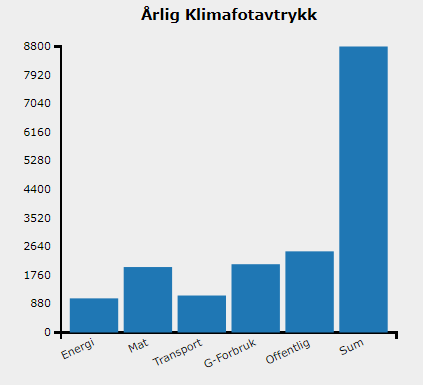 Årlig Klimafotavtrykk
8800
7920
7040
6160
5280
4400
3520
2640
1760
880
0
Energi
Mat
Transport
G-Forbruk
Offentlig
Sum